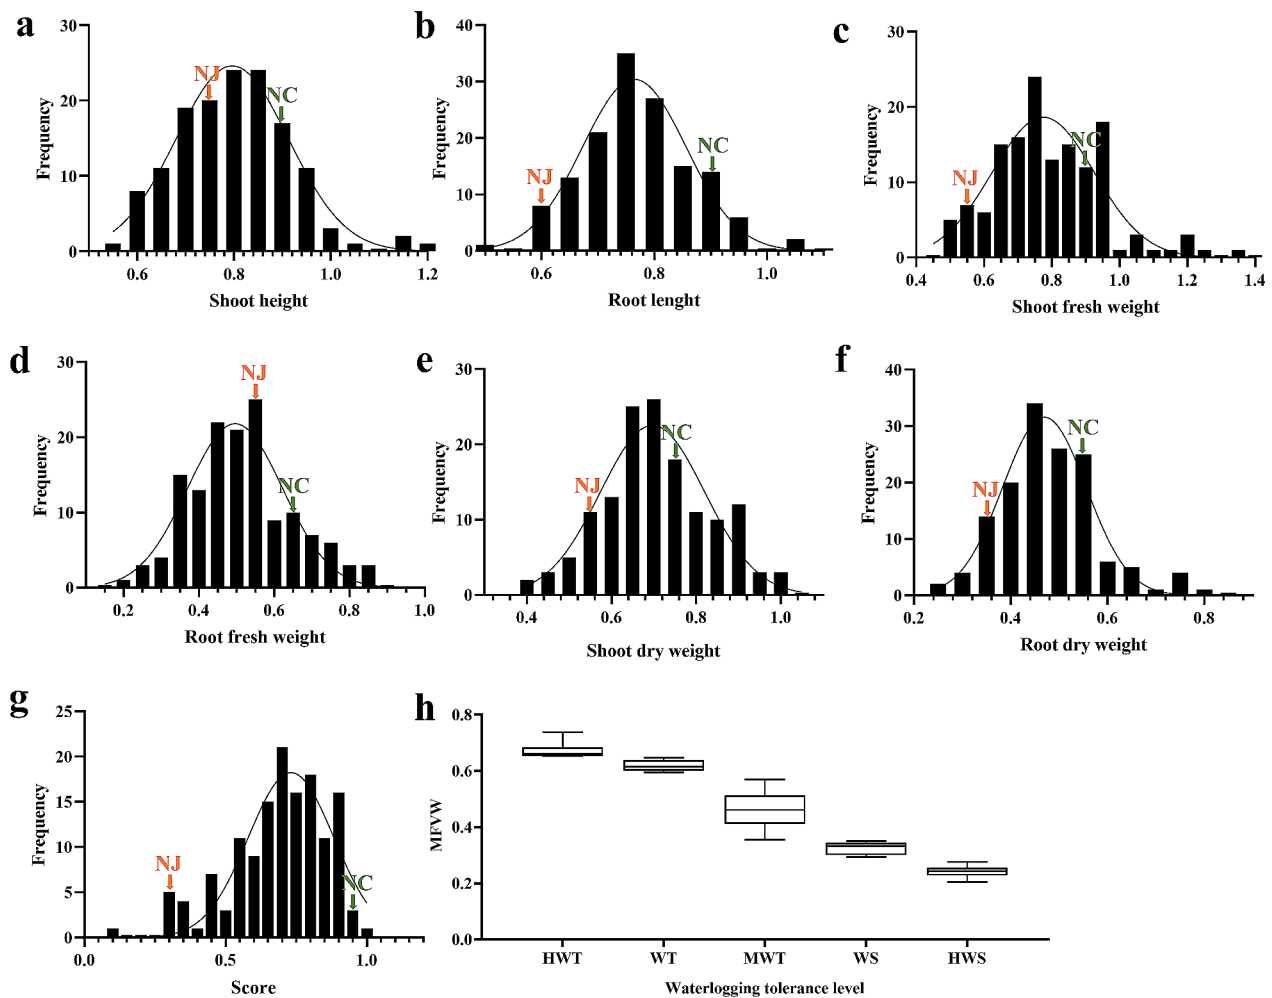 a
30
20
10
0
Frequency
NJ
NC
0.6 0.8 1.0 1.2
Shoot height
b
40
30
20
10
0
Frequency
NJ
NC
0.6 0.8 1.0
Root lenght
c
30
20
10
0
Frequency
NJ
NC
0.4 0.6 0.8 1.0 1.2 1.4
Shoot fresh weight
d
30
20
10
0
Frequency
NJ
NC
0.2 0.4 0.6 0.8 1.0
Root fresh weight
e
30
20
10
0
Frequency
NJ
NC
0.4 0.6 0.8 1.0
Shoot dry weight
f
40
30
20
10
0
Frequency
NJ
NC
0.2 0.4 0.6 0.8
Root dry weight
g
25
20
15
10
5
0
Frequency
NJ
NC
0.0 0.5 1.0
Score
h
0.8
0.6
0.4
0.2
0.0
MFVW
HWT WT MWT WS HWS
Waterlogging tolerance level